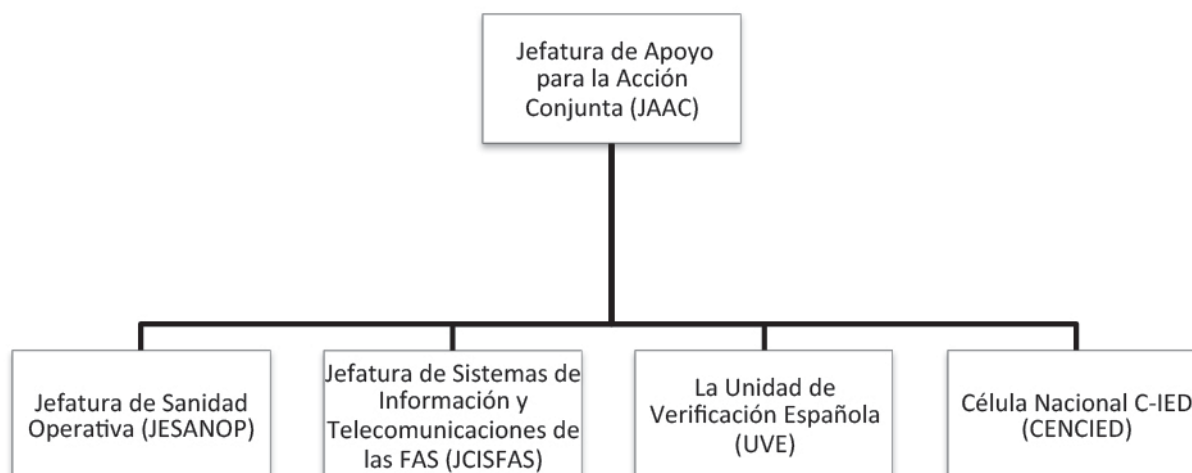 Jefatura de Apoyo
para la Acción
Conjunta (JAAC)
Jefatura de Sanidad
Operativa (JESANOP)
Jefatura de Sistemas de
Información y
Telecomunicaciones de
las FAS (JCISFAS)
La Unidad de
Verificación Española
(UVE)
Célula Nacional C-IED
(CENCIED)